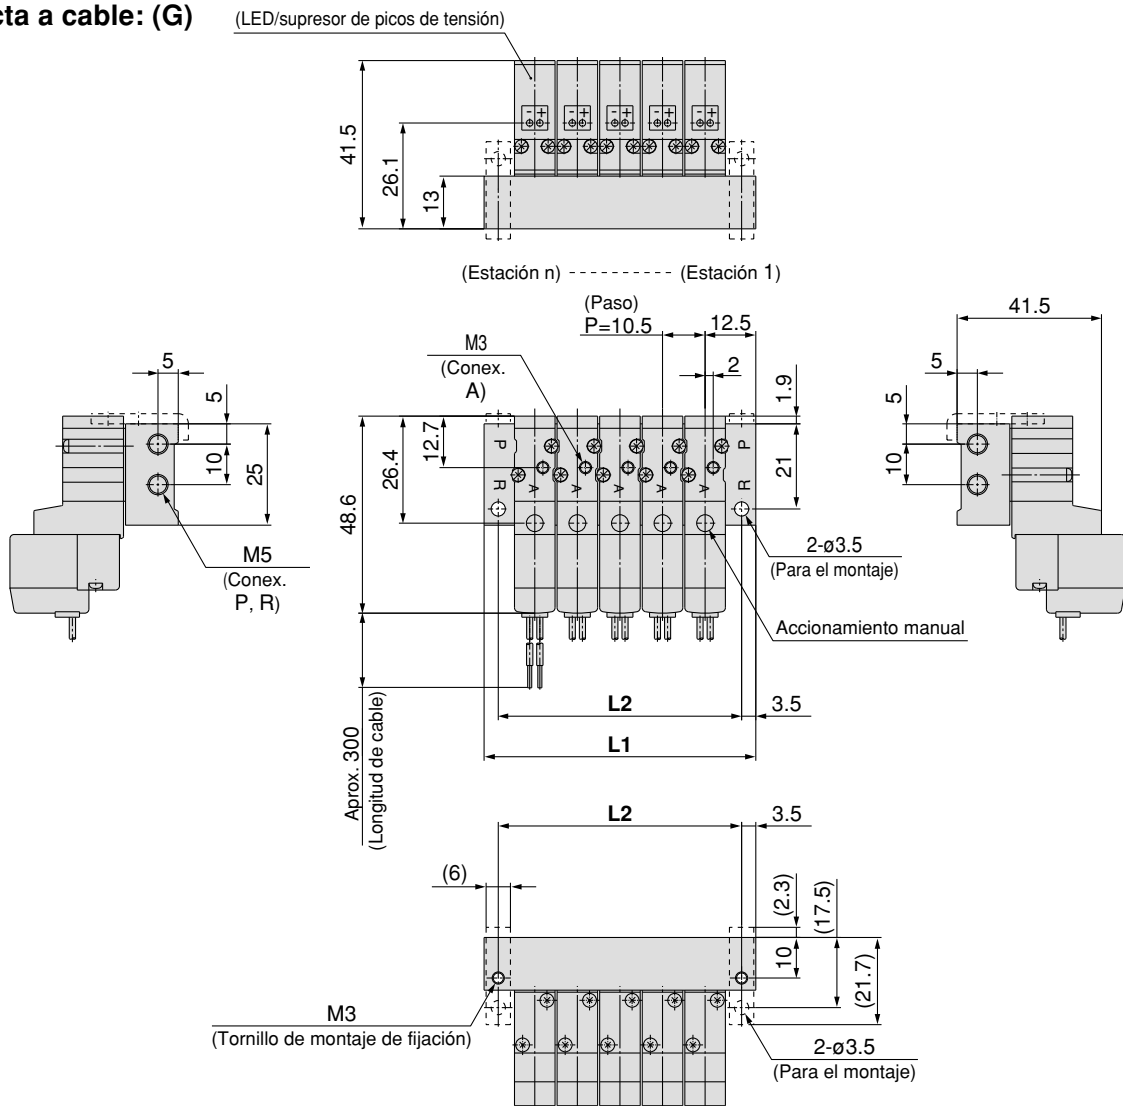 cta a cable: (G)
(LED/supresor de picos de tensión)
- +
- +
- +
- +
- +
41.5
26.1
13
(Estación n) (Estación 1)
(Paso)
P=10.5
12.5
41.5
M3
(Conex.
A)
2
5
5
5
5
1.9
10
25
12.7
26.4
48.6
P
R
P
R
A
A
A
A
A
21
10
M5
(Conex.
P, R)
2-ø3.5
(Para el montaje)
Accionamiento manual
L2
3.5
L1
Aprox. 300
(Longitud de cable)
L2
3.5
(6)
(2.3)
(17.5)
10
(21.7)
M3
(Tornillo de montaje de fijación)
2-ø3.5
(Para el montaje)